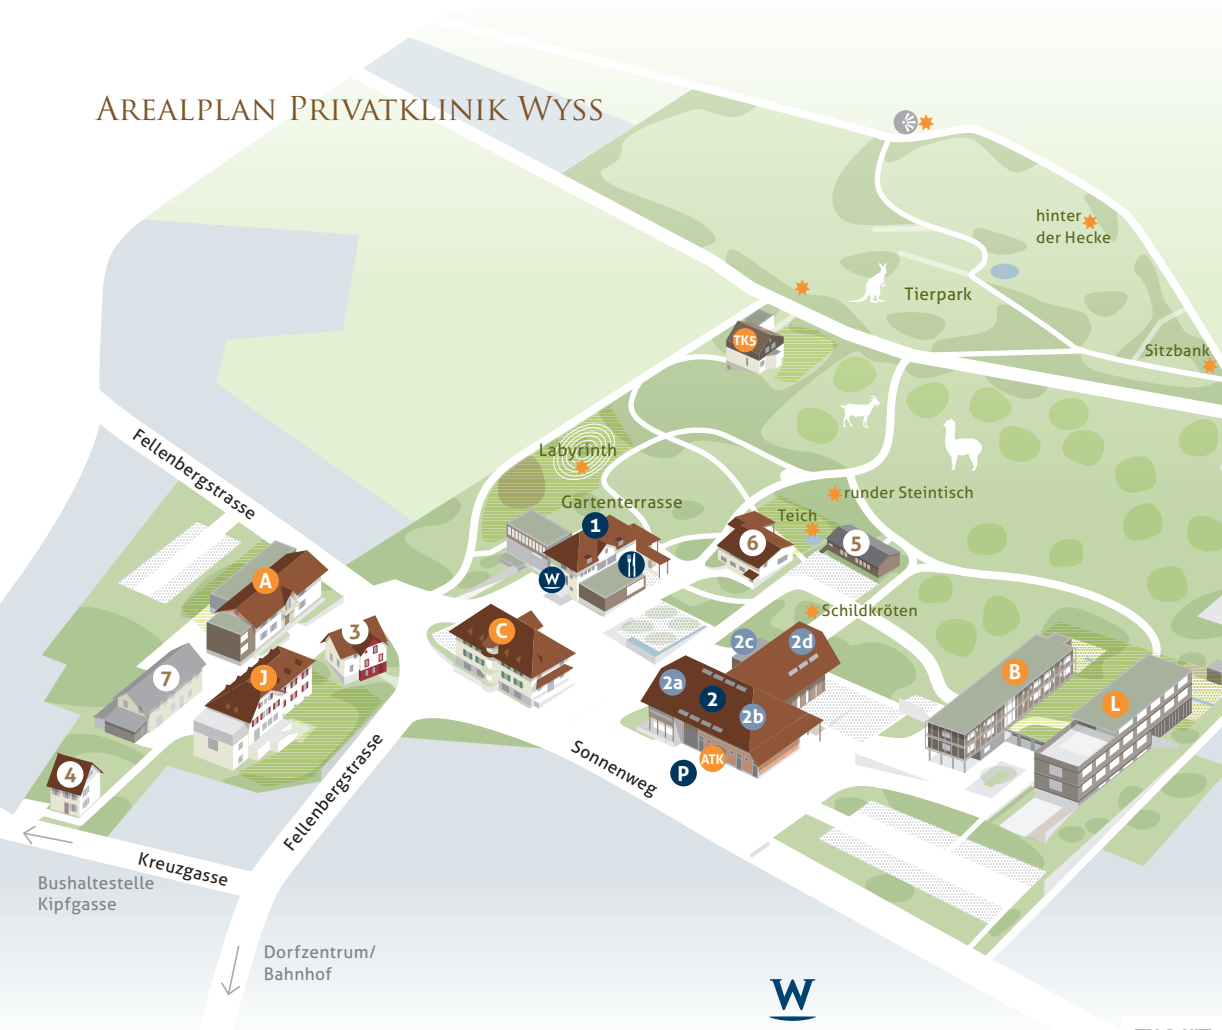 Arealplan Privatklinik Wyss
hinter
der Hecke
Tierpark
Sitzbank
TK5
Fellenbergstrasse
Labyrinth
runder Steintisch
Gartenterrasse
Teich
1
6
5
W
A
Schildkröten
3
C
2c
2d
7
J
2a
2
2b
B
L
4
ATK
P
Sonnenweg
Fellenbergstrasse
Kreuzgasse
Bushaltestelle
Kipfgasse
Dorfzentrum/
Bahnhof
W